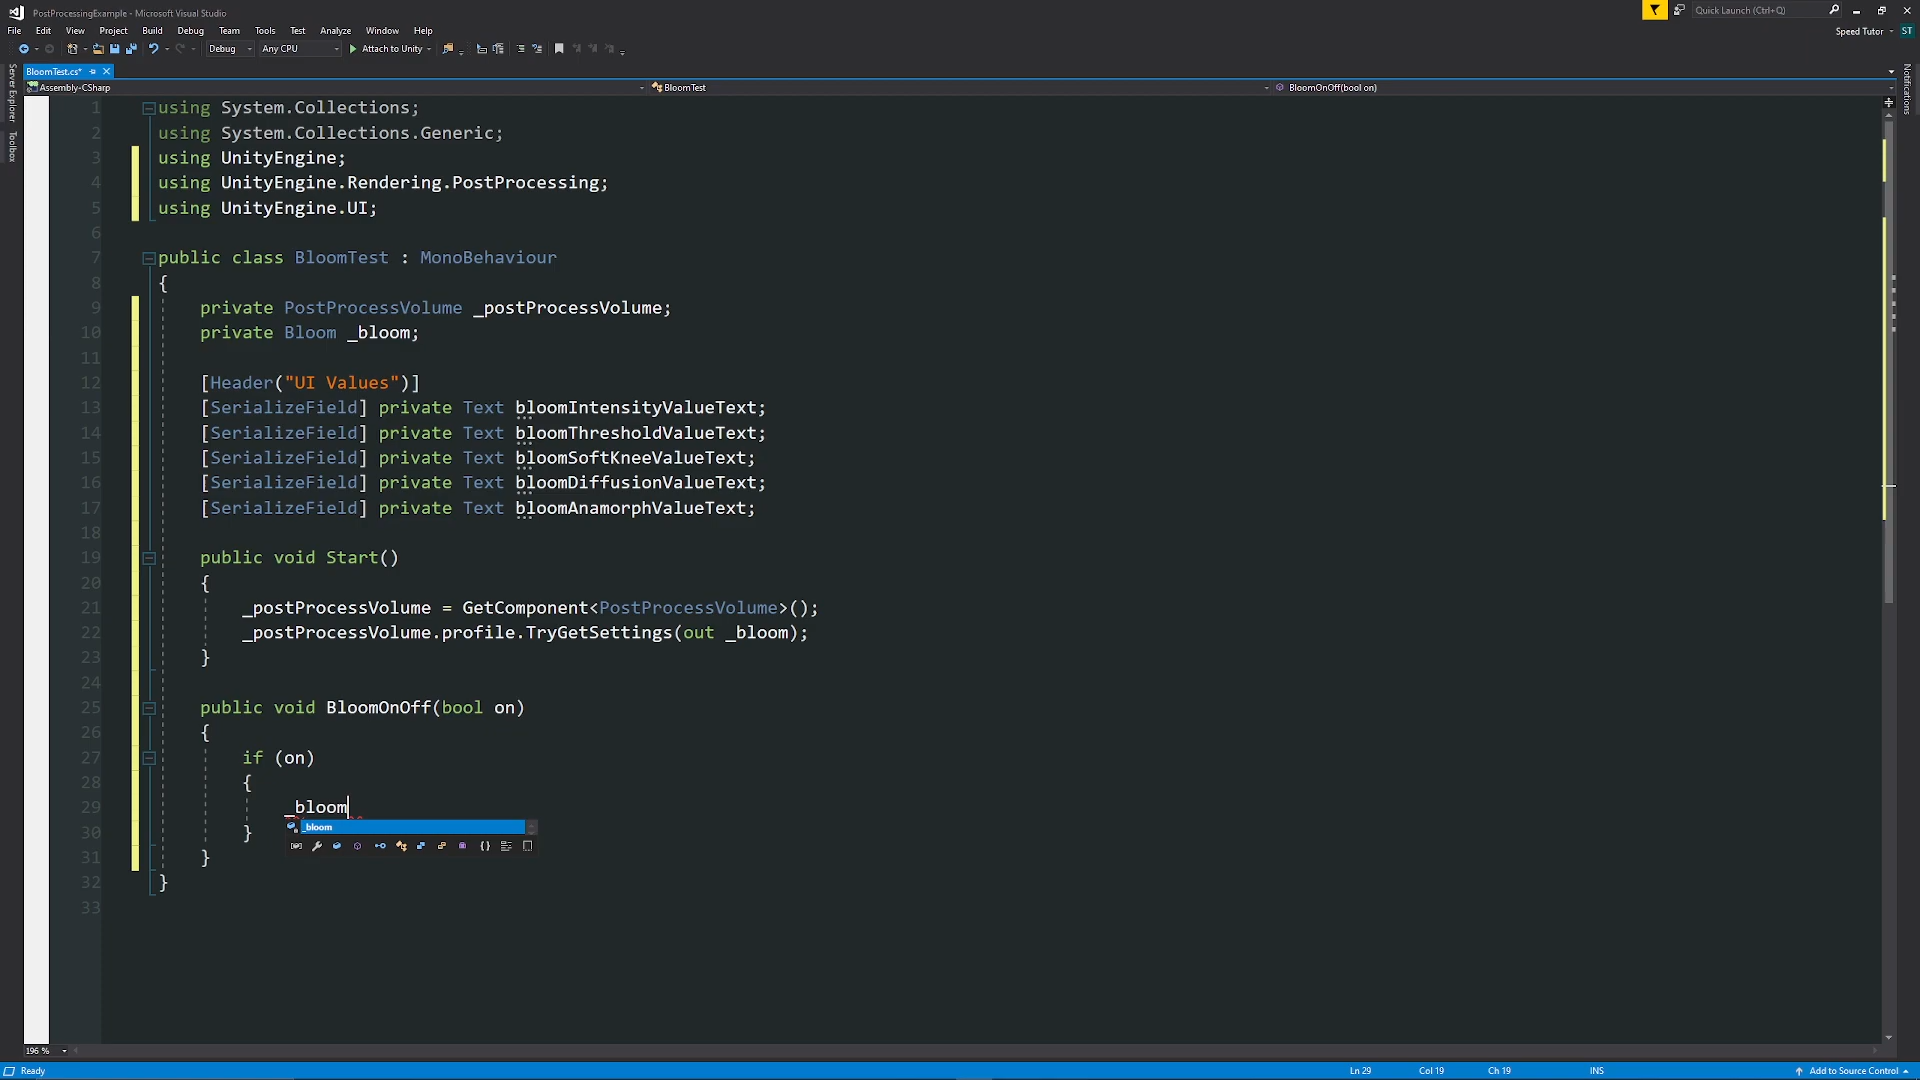 PostProcessingExample - Microsoft Visual Studio
Quick Launch (Ctrl+Q)
File Edit View Project Build Debug Team Tools Test Analyze Window Help
Speed Tutor ST
Debug Any CPU Attach to Unity
BloomTest.cs*
Assembly-CSharp BloomTest BloomOnOff(bool on)
Server Explorer
Toolbox
Notifications
1 using System.Collections;
2 using System.Collections.Generic;
3 using UnityEngine;
4 using UnityEngine.Rendering.PostProcessing;
5 using UnityEngine.UI;
6
7 public class BloomTest : MonoBehaviour
8 {
9 private PostProcessVolume _postProcessVolume;
10 private Bloom _bloom;
11
12 [Header("UI Values")]
13 [SerializeField] private Text bloomIntensityValueText;
14 [SerializeField] private Text bloomThresholdValueText;
15 [SerializeField] private Text bloomSoftKneeValueText;
16 [SerializeField] private Text bloomDiffusionValueText;
17 [SerializeField] private Text bloomAnamorphValueText;
18
19 public void Start()
20 {
21 _postProcessVolume = GetComponent<PostProcessVolume>();
22 _postProcessVolume.profile.TryGetSettings(out _bloom);
23 }
24
25 public void BloomOnOff(bool on)
26 {
27 if (on)
28 {
29 _bloom
_bloom
30 }
31 }
32 }
33
196 %
Ready Ln 29 Col 19 Ch 19 INS Add to Source Control